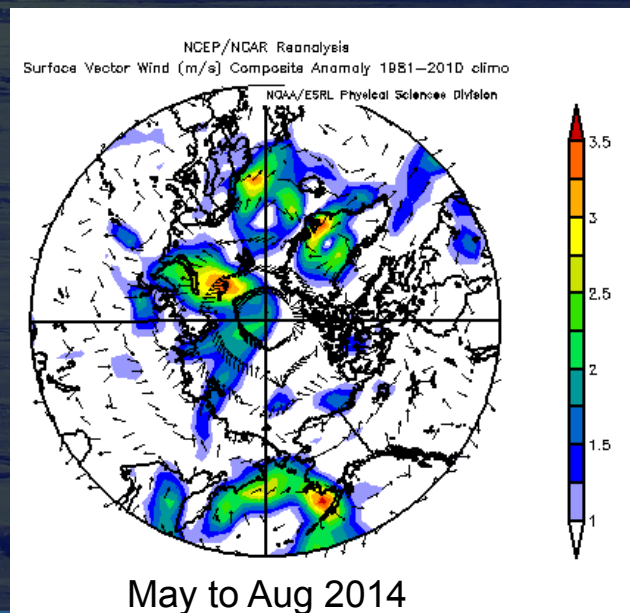 NCEP/NCAR Reanalysis
Surface Vector Wind (m/s) Composite Anomaly 1981−2010 climo
NOAA/ESRL Physical Sciences Division
3.5
3
2.5
2
1.5
1
May to Aug 2014